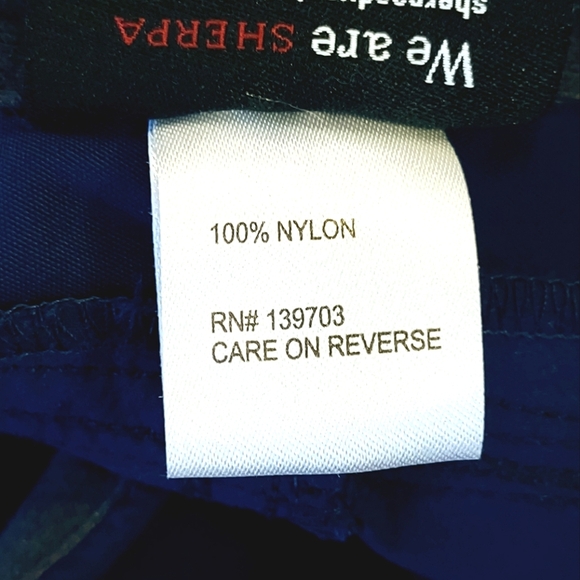 We are SHERPA
100% NYLON
RN# 139703
CARE ON REVERSE